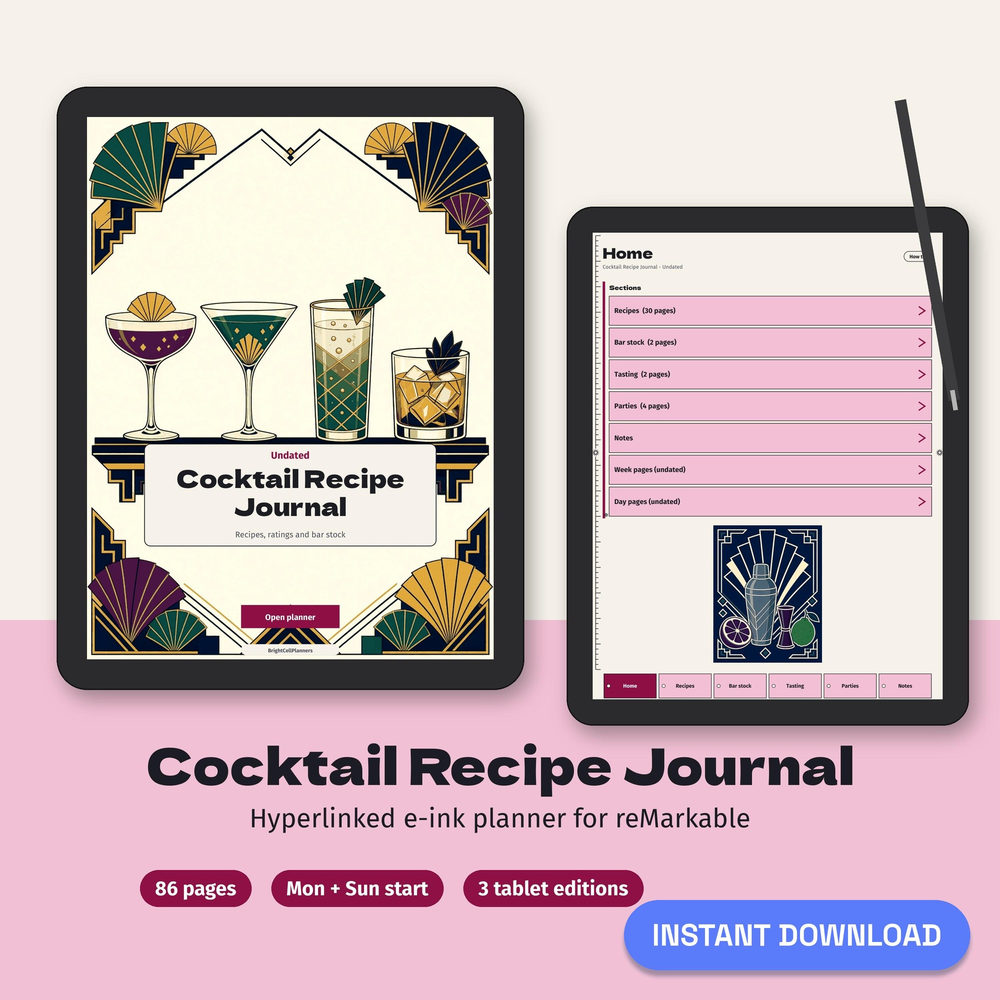 Undated
Cocktail Recipe
Journal
Recipes, ratings and bar stock
Open planner
BrightCellPlanners
Home
Cocktail Recipe Journal - Undated
How t
Sections
Recipes (30 pages)
Bar stock (2 pages)
Tasting (2 pages)
Parties (4 pages)
Notes
Week pages (undated)
Day pages (undated)
Home
Recipes
Bar stock
Tasting
Parties
Notes
Cocktail Recipe Journal
Hyperlinked e-ink planner for reMarkable
86 pages
Mon + Sun start
3 tablet editions
INSTANT DOWNLOAD